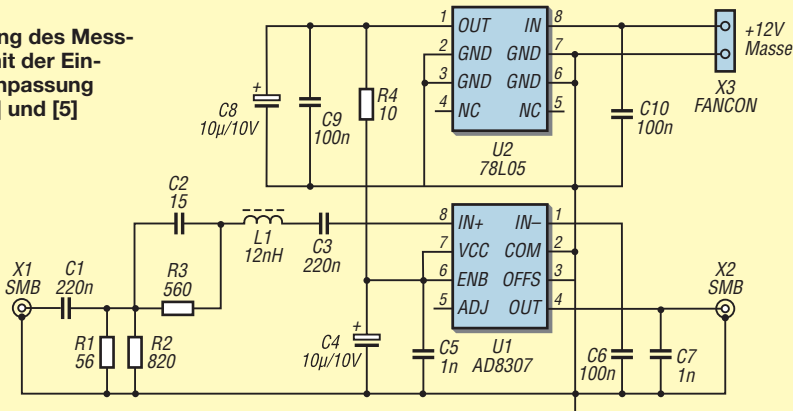 ng des Mess-
nit der Ein-
npassung
] und [5]
1 OUT IN 8
2 GND GND 7
3 GND GND 6
4 NC NC 5
U2
78L05
+
C8
10µ/10V
C9
100n
R4
10
C10
100n
+12V
Masse
X3
FANCON
C2
15
L1
12nH
C3
220n
R3
560
X1
SMB
C1
220n
R1
56
R2
820
+
C4
10µ/10V
C5
1n
8 IN+ IN– 1
7 VCC COM 2
6 ENB OFFS 3
5 ADJ OUT 4
U1
AD8307
C6
100n
C7
1n
X2
SMB